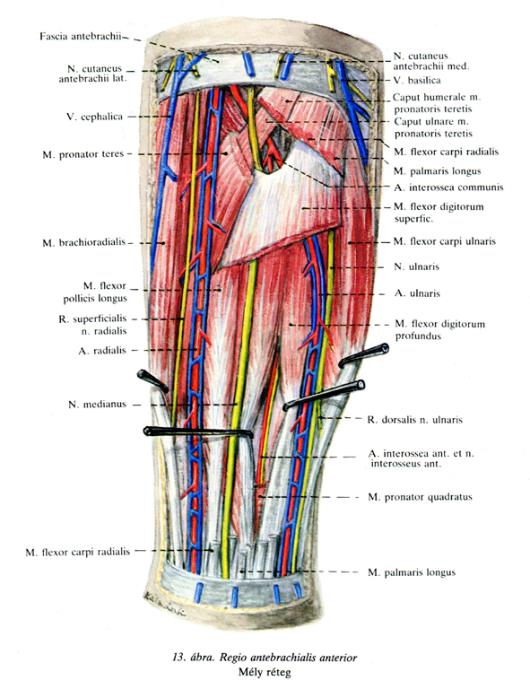 Fascia antebrachii
N. cutaneus
antebrachii lat.
V. cephalica
M. pronator teres
M. brachioradialis
M. flexor
pollicis longus
R. superficialis
n. radialis
A. radialis
N. medianus
M. flexor carpi radialis
N. cutaneus
antebrachii med.
V. basilica
Caput humerale m.
pronatoris teretis
Caput ulnare m.
pronatoris teretis
M. flexor carpi radialis
M. palmaris longus
A. interossea communis
M. flexor digitorum
superfic.
M. flexor carpi ulnaris
N. ulnaris
A. ulnaris
M. flexor digitorum
profundus
R. dorsalis n. ulnaris
A. interossea ant. et n.
interosseus ant.
M. pronator quadratus
M. palmaris longus
13. ábra. Regio antebrachialis anterior
Mély réteg